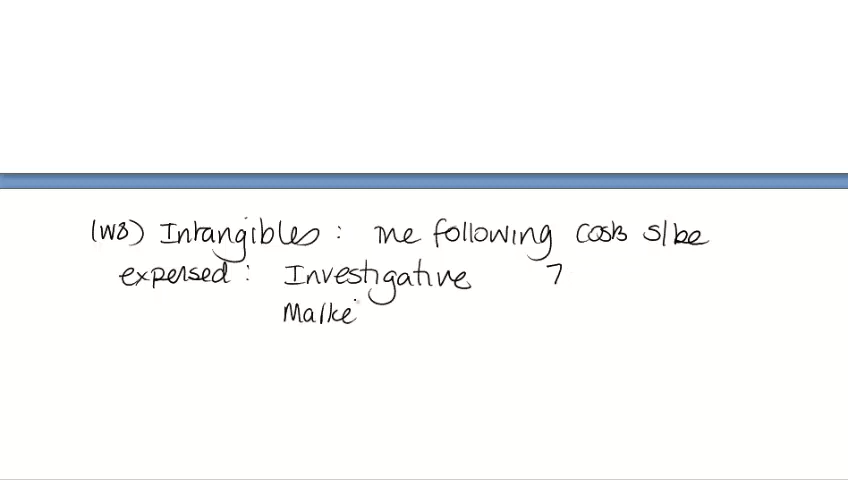 (W8) Intangibles : The following costs s/be
expensed : Investigative 7
Marke